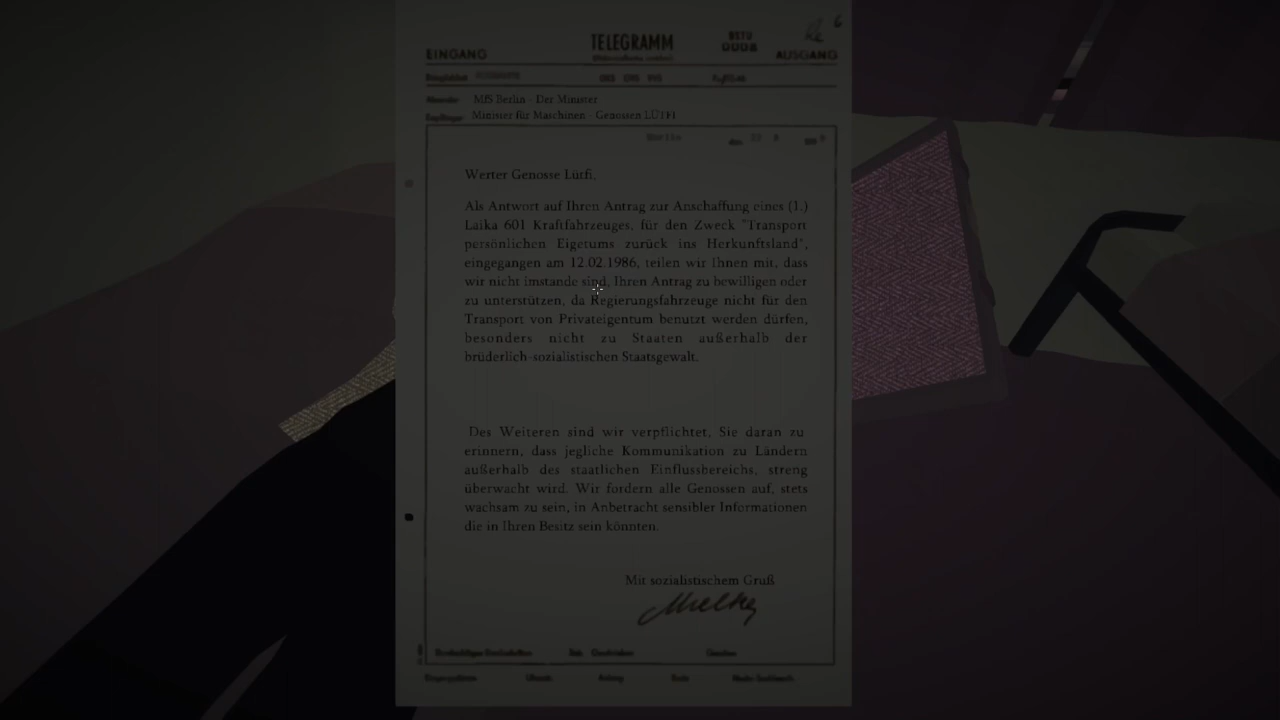 TELEGRAMM
EINGANG
AUSGANG
6
MfS Berlin - Der Minister
Minister für Maschinen - Genossen LÜTFI
Werter Genosse Lütfi,
Als Antwort auf Ihren Antrag zur Anschaffung eines (1.)
Laika 601 Kraftfahrzeuges, für den Zweck "Transport
persönlichen Eigetums zurück ins Herkunftsland",
eingegangen am 12.02.1986, teilen wir Ihnen mit, dass
wir nicht imstande sind, Ihren Antrag zu bewilligen oder
zu unterstützen, da Regierungsfahrzeuge nicht für den
Transport von Privateigentum benutzt werden dürfen,
besonders nicht zu Staaten außerhalb der
brüderlich-sozialistischen Staatsgewalt.
Des Weiteren sind wir verpflichtet, Sie daran zu
erinnern, dass jegliche Kommunikation zu Ländern
außerhalb des staatlichen Einflussbereichs, streng
überwacht wird. Wir fordern alle Genossen auf, stets
wachsam zu sein, in Anbetracht sensibler Informationen
die in Ihren Besitz sein könnten.
Mit sozialistischem Gruß
Mielke